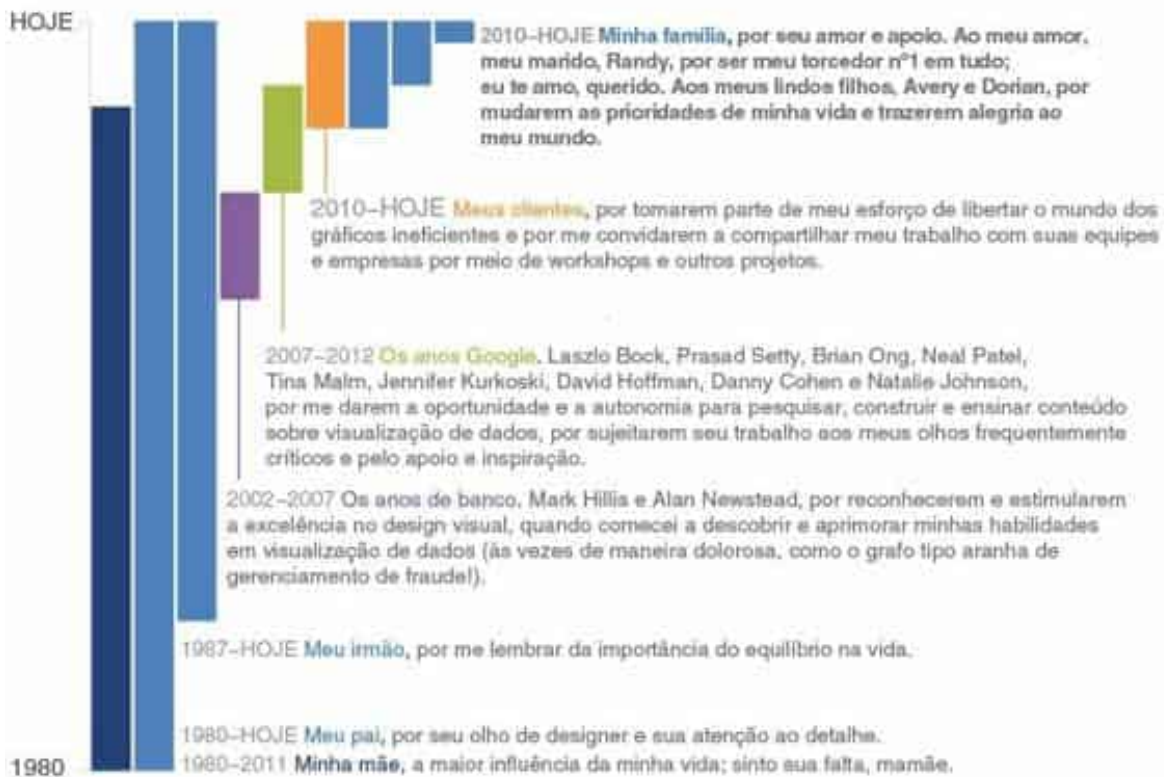 HOJE
2010–HOJE Minha família, por seu amor e apoio. Ao meu amor,
meu marido, Randy, por ser meu torcedor nº1 em tudo;
eu te amo, querido. Aos meus lindos filhos, Avery e Dorian, por
mudarem as prioridades de minha vida e trazerem alegria ao
meu mundo.
2010–HOJE Meus clientes, por tomarem parte de meu esforço de libertar o mundo dos
gráficos ineficientes e por me convidarem a compartilhar meu trabalho com suas equipes
e empresas por meio de workshops e outros projetos.
2007–2012 Os anos Google. Laszlo Bock, Prasad Setty, Brian Ong, Neal Patel,
Tina Malm, Jennifer Kurkoski, David Hoffman, Danny Cohen e Natalie Johnson,
por me darem a oportunidade e a autonomia para pesquisar, construir e ensinar conteúdo
sobre visualização de dados, por sujeitarem seu trabalho aos meus olhos frequentemente
críticos e pelo apoio e inspiração.
2002–2007 Os anos de banco. Mark Hillis e Alan Newstead, por reconhecerem e estimularem
a excelência no design visual, quando comecei a descobrir e aprimorar minhas habilidades
em visualização de dados (às vezes de maneira dolorosa, como o grafo tipo aranha de
gerenciamento de fraude!).
1987–HOJE Meu irmão, por me lembrar da importância do equilíbrio na vida.
1980–HOJE Meu pai, por seu olho de designer e sua atenção ao detalhe.
1980–2011 Minha mãe, a maior influência da minha vida; sinto sua falta, mamãe.
1980